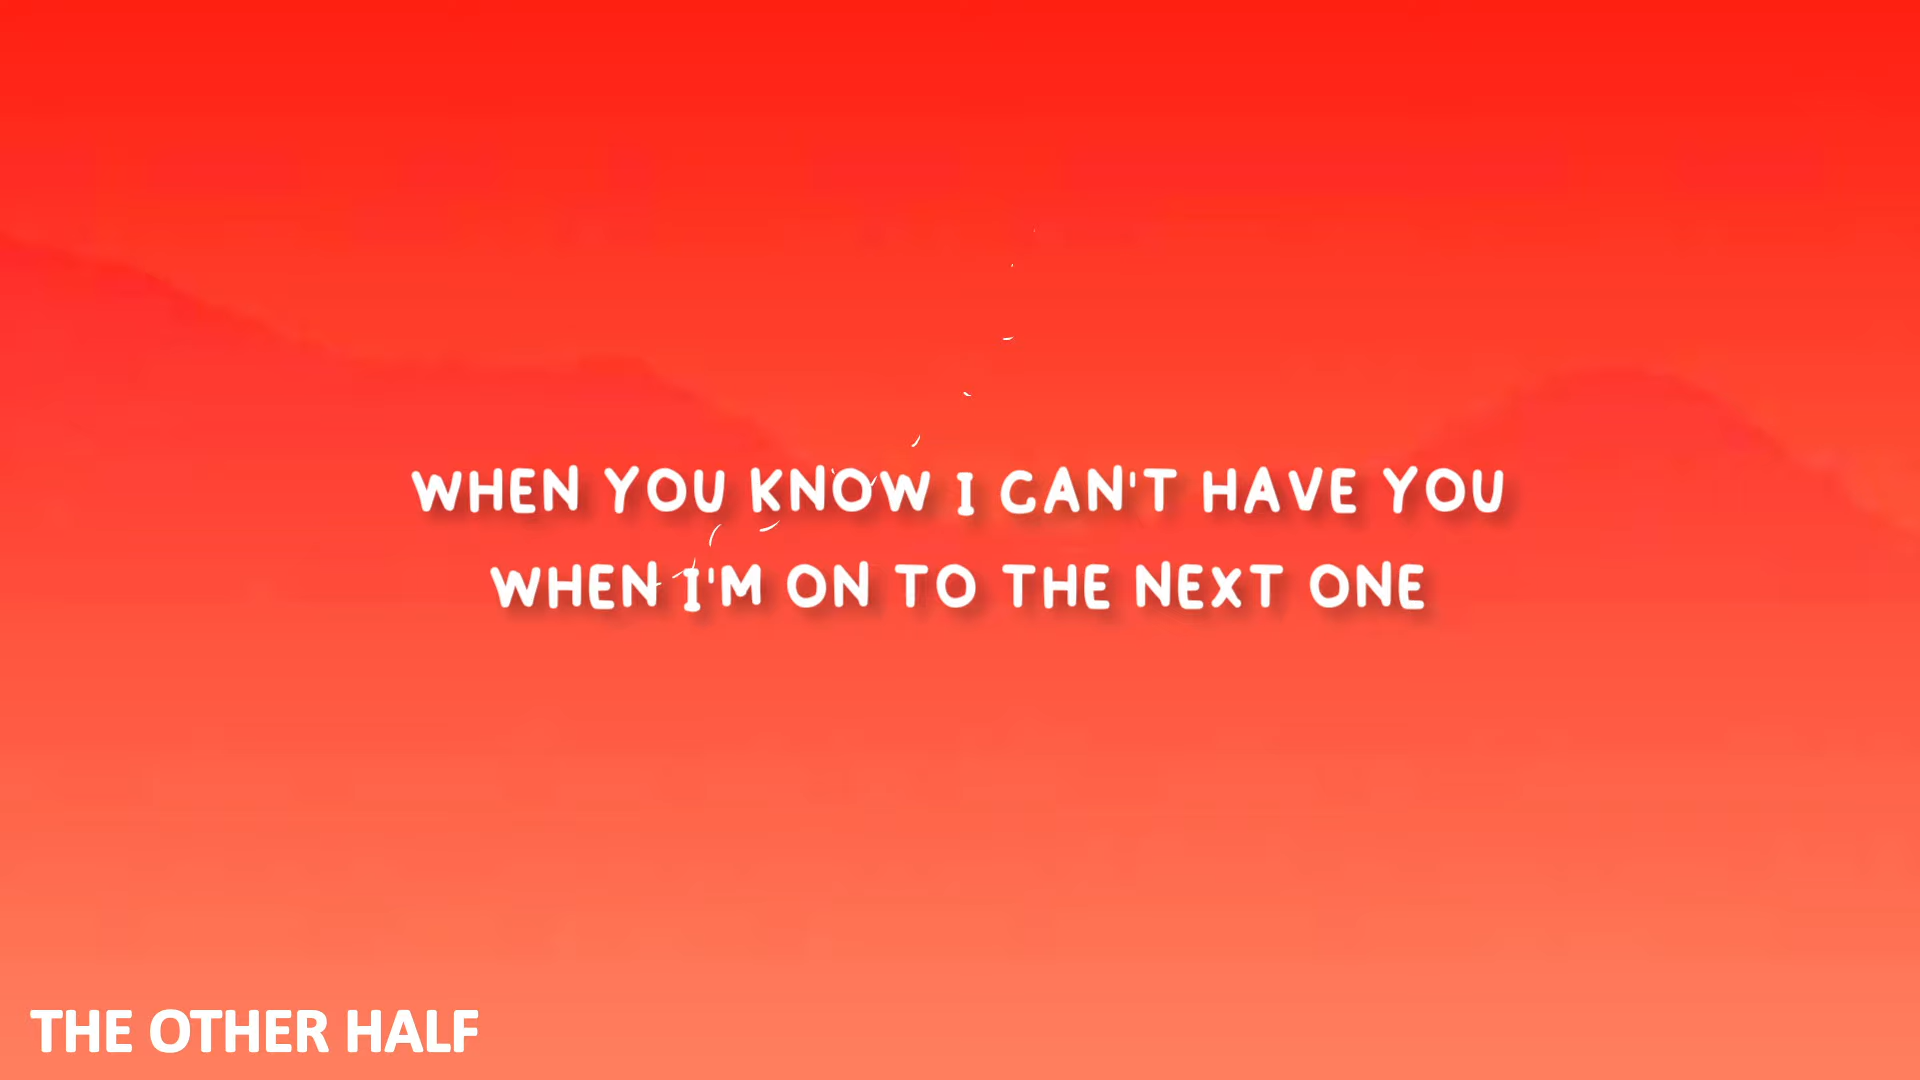 WHEN YOU KNOW I CAN'T HAVE YOU
WHEN I'M ON TO THE NEXT ONE
THE OTHER HALF